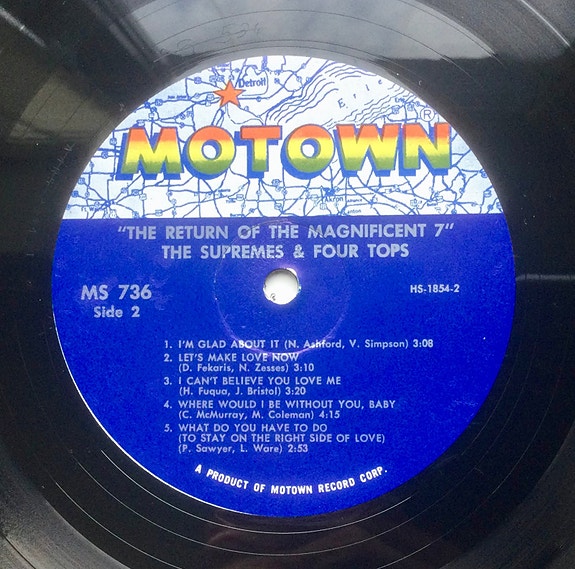 Detroit
Erie
MOTOWN®
Akron
Canton
"THE RETURN OF THE MAGNIFICENT 7"
THE SUPREMES & FOUR TOPS
MS 736
Side 2
HS-1854-2
1. I'M GLAD ABOUT IT (N. Ashford, V. Simpson) 3:08
2. LET'S MAKE LOVE NOW
(D. Fekaris, N. Zesses) 3:10
3. I CAN'T BELIEVE YOU LOVE ME
(H. Fuqua, J. Bristol) 3:20
4. WHERE WOULD I BE WITHOUT YOU, BABY
(C. McMurray, M. Coleman) 4:15
5. WHAT DO YOU HAVE TO DO
(TO STAY ON THE RIGHT SIDE OF LOVE)
(P. Sawyer, L. Ware) 2:53
A PRODUCT OF MOTOWN RECORD CORP.